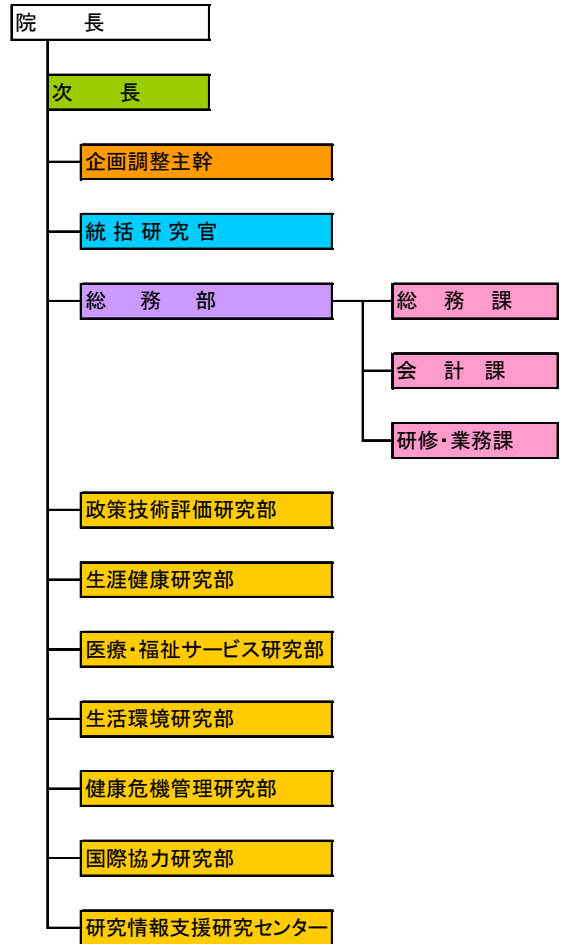 院　長
次　長
企画調整主幹
統 括 研 究 官
総　務　部
総　務　課
会　計　課
研修・業務課
政策技術評価研究部
生涯健康研究部
医療・福祉サービス研究部
生活環境研究部
健康危機管理研究部
国際協力研究部
研究情報支援研究センター